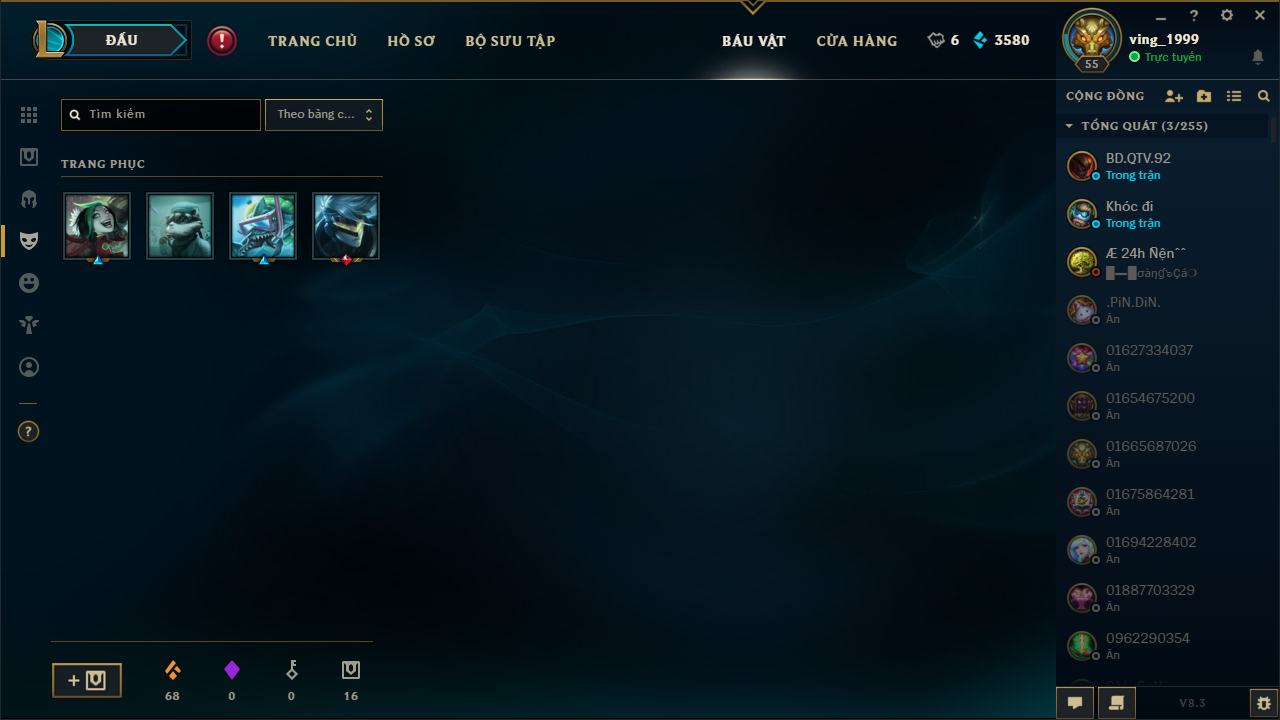 ĐẤU
TRANG CHỦ
HỒ SƠ
BỘ SƯU TẬP
BÁU VẬT
CỬA HÀNG
6
3580
ving_1999
Trực tuyến
55
CỘNG ĐỒNG
TỔNG QUÁT (3/255)
Tìm kiếm
Theo bảng c...
TRANG PHỤC
BD.QTV.92
Trong trận
Khóc đi
Trong trận
Æ 24h Ñện^^
.PiN.DiN.
Ẩn
01627334037
Ẩn
01654675200
Ẩn
01665687026
Ẩn
01675864281
Ẩn
01694228402
Ẩn
01887703329
Ẩn
0962290354
Ẩn
68
0
0
16
V8.3